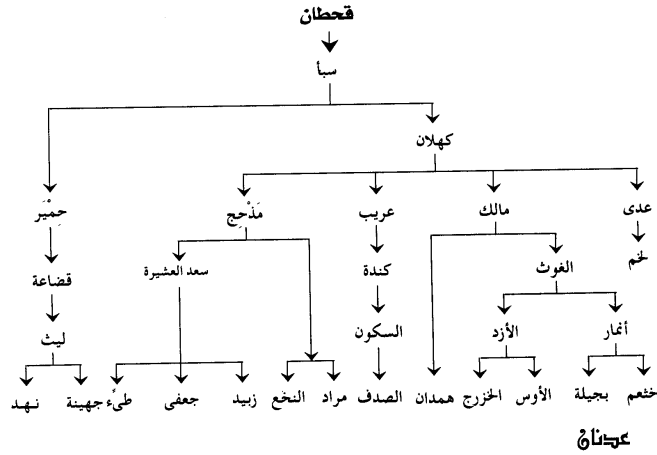 قحطان
سبأ
كهلان
عدى مالك عريب مَذْحِج حِمْيَر
لخم الغوث كندة سعد العشيرة قضاعة
أنمار الأزد السكون ليث
خثعم بجيلة الأوس الخزرج همدان الصدف مراد النخع زبيد جعفى طىء جهينة نهد
عدنان